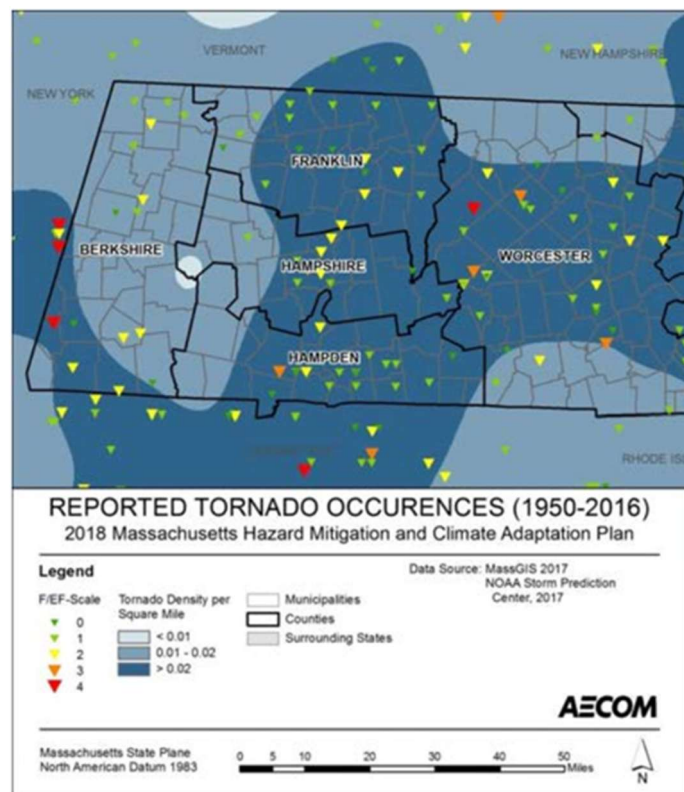 VERMONT
NEW HAMPSHIRE
NEW YORK
FRANKLIN
BERKSHIRE
HAMPSHIRE
WORCESTER
HAMPDEN
RHODE ISL
REPORTED TORNADO OCCURENCES (1950-2016)
2018 Massachusetts Hazard Mitigation and Climate Adaptation Plan
Legend
Data Source: MassGIS 2017
NOAA Storm Prediction
Center, 2017
F/EF-Scale
0
1
2
3
4
Tornado Density per
Square Mile
< 0.01
0.01 - 0.02
> 0.02
Municipalities
Counties
Surrounding States
AECOM
Massachusetts State Plane
North American Datum 1983
0 5 10 20 30 40 50
Miles
N